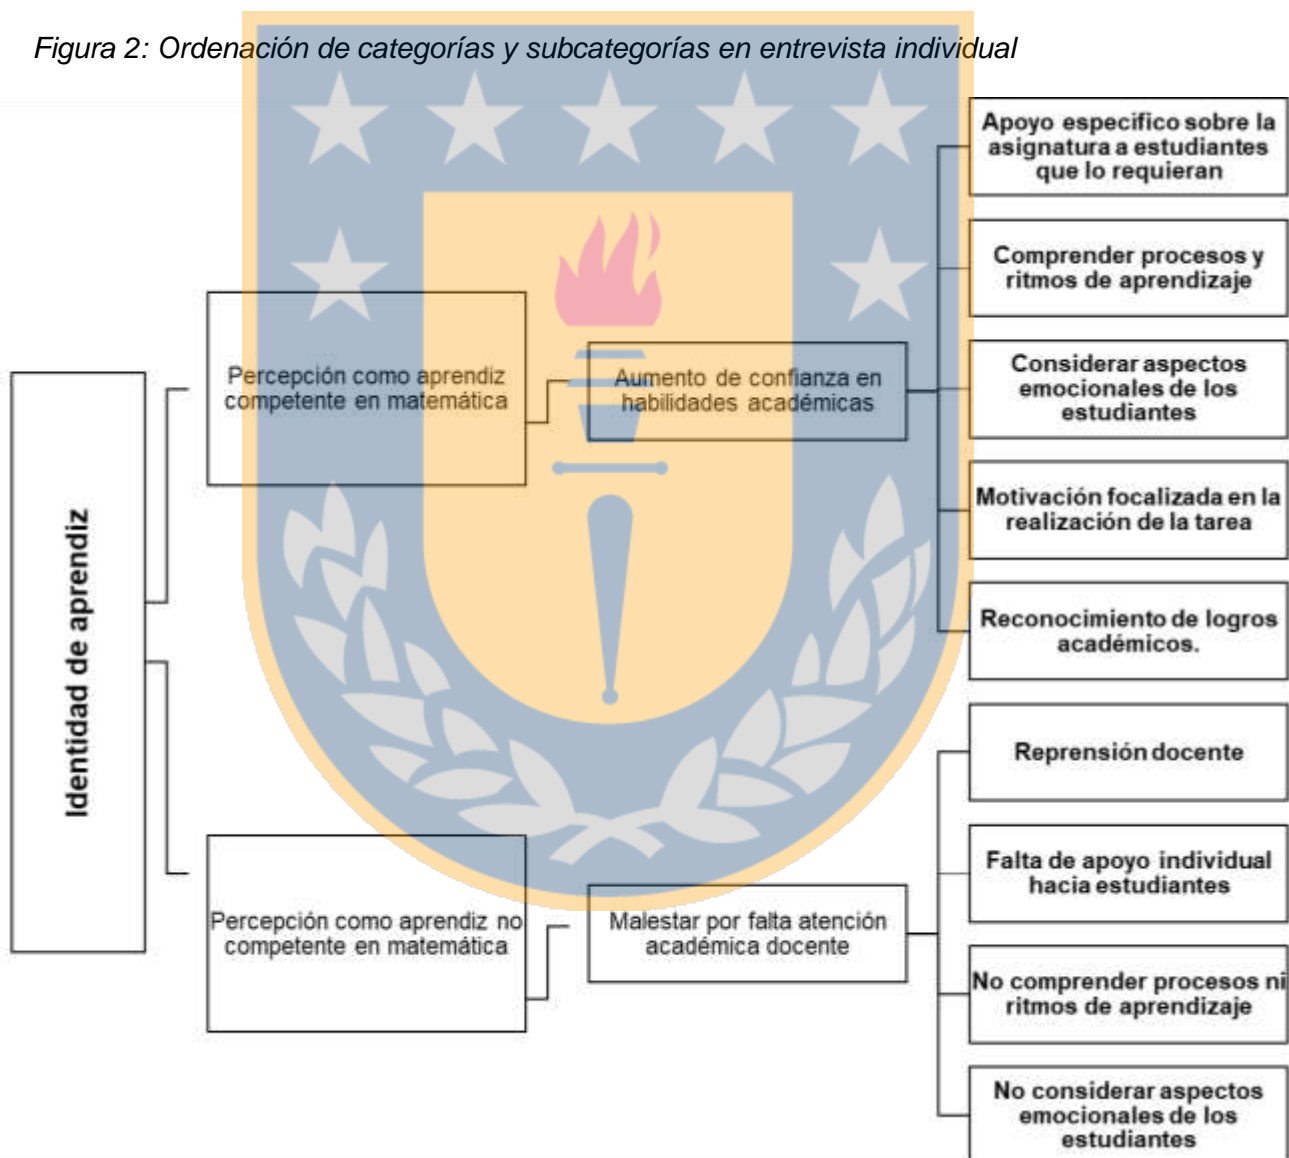 Figura 2: Ordenación de categorías y subcategorías en entrevista individual
Identidad de aprendiz
Percepción como aprendiz
competente en matemática
Aumento de confianza en
habilidades académicas
Apoyo especifico sobre la
asignatura a estudiantes
que lo requieran
Comprender procesos y
ritmos de aprendizaje
Considerar aspectos
emocionales de los
estudiantes
Motivación focalizada en la
realización de la tarea
Reconocimiento de logros
académicos.
Percepción como aprendiz no
competente en matemática
Malestar por falta atención
académica docente
Reprensión docente
Falta de apoyo individual
hacia estudiantes
No comprender procesos ni
ritmos de aprendizaje
No considerar aspectos
emocionales de los
estudiantes